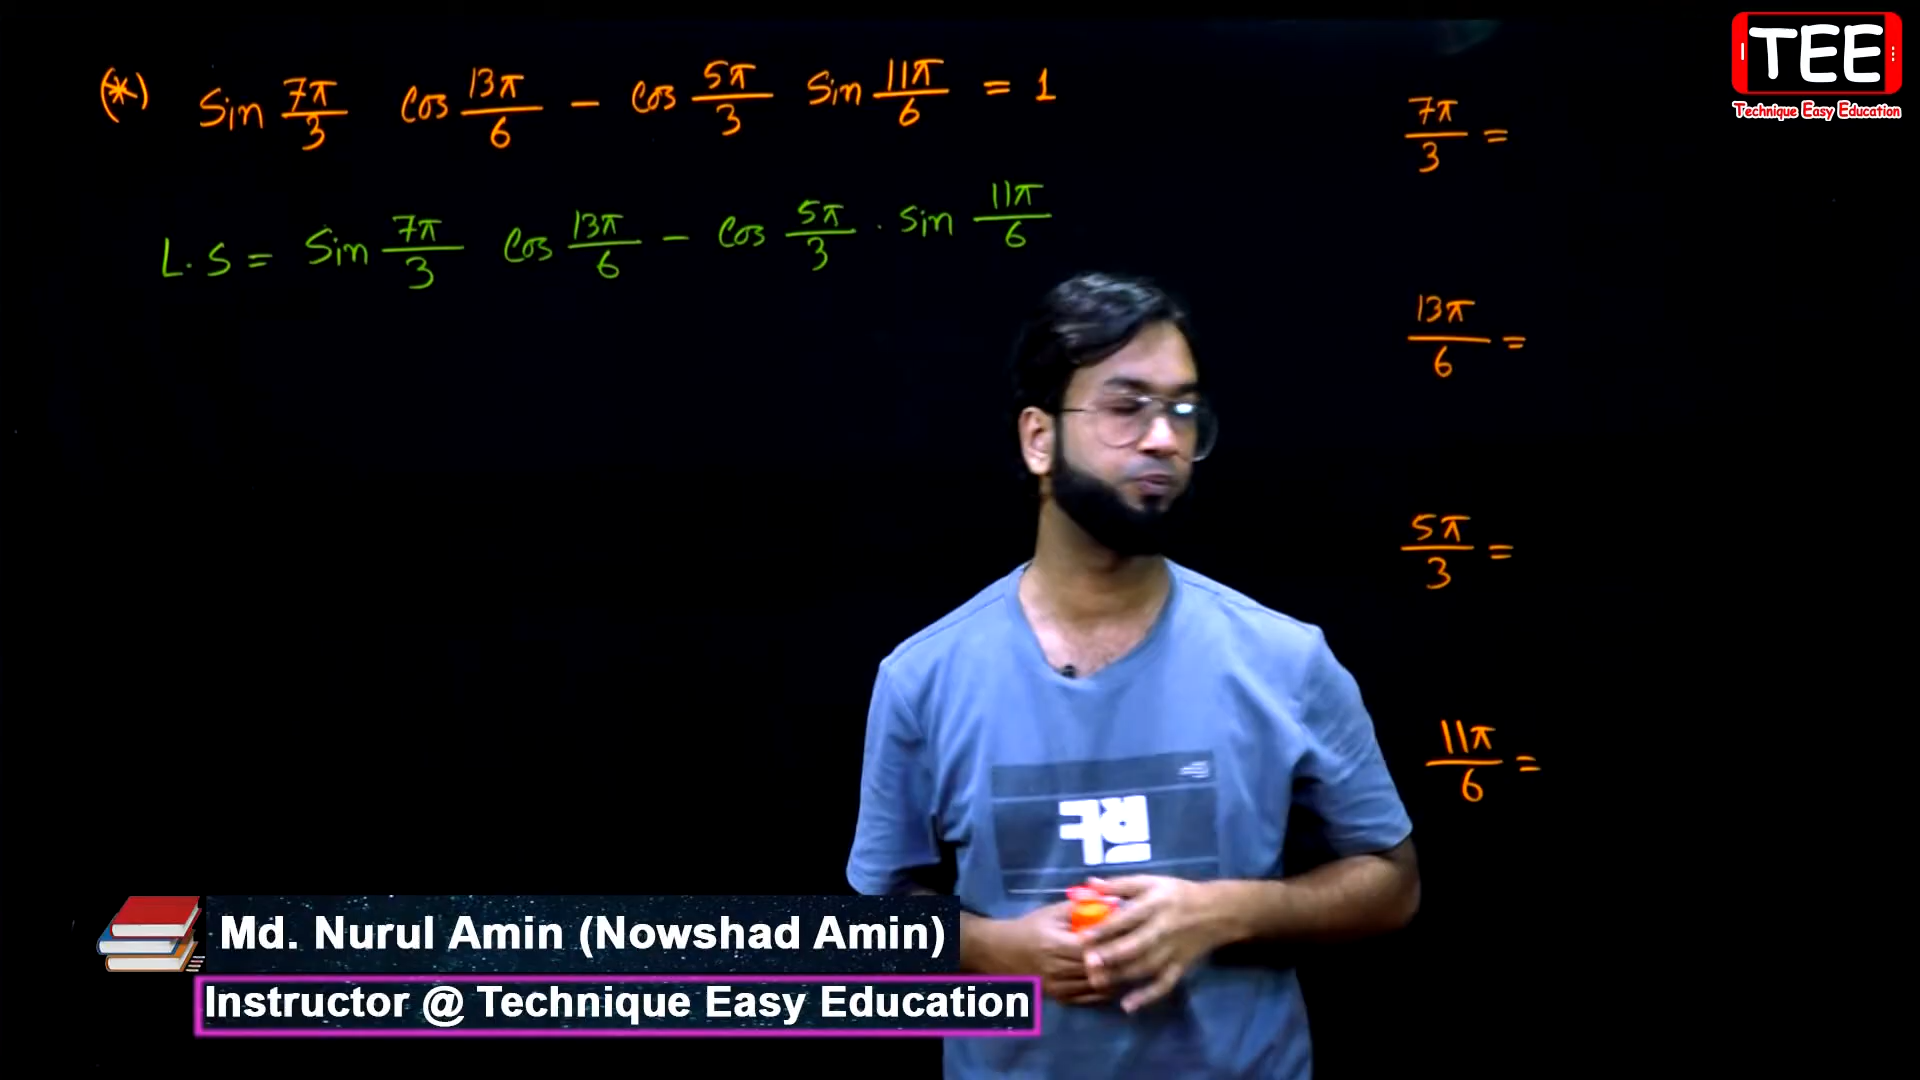 (*) Sin 7π/3 Cos 13π/6 - Cos 5π/3 Sin 11π/6 = 1
L.S = Sin 7π/3 Cos 13π/6 - Cos 5π/3 . Sin 11π/6
7π/3 =
13π/6 =
5π/3 =
11π/6 =
TEE
Technique Easy Education
Md. Nurul Amin (Nowshad Amin)
Instructor @ Technique Easy Education